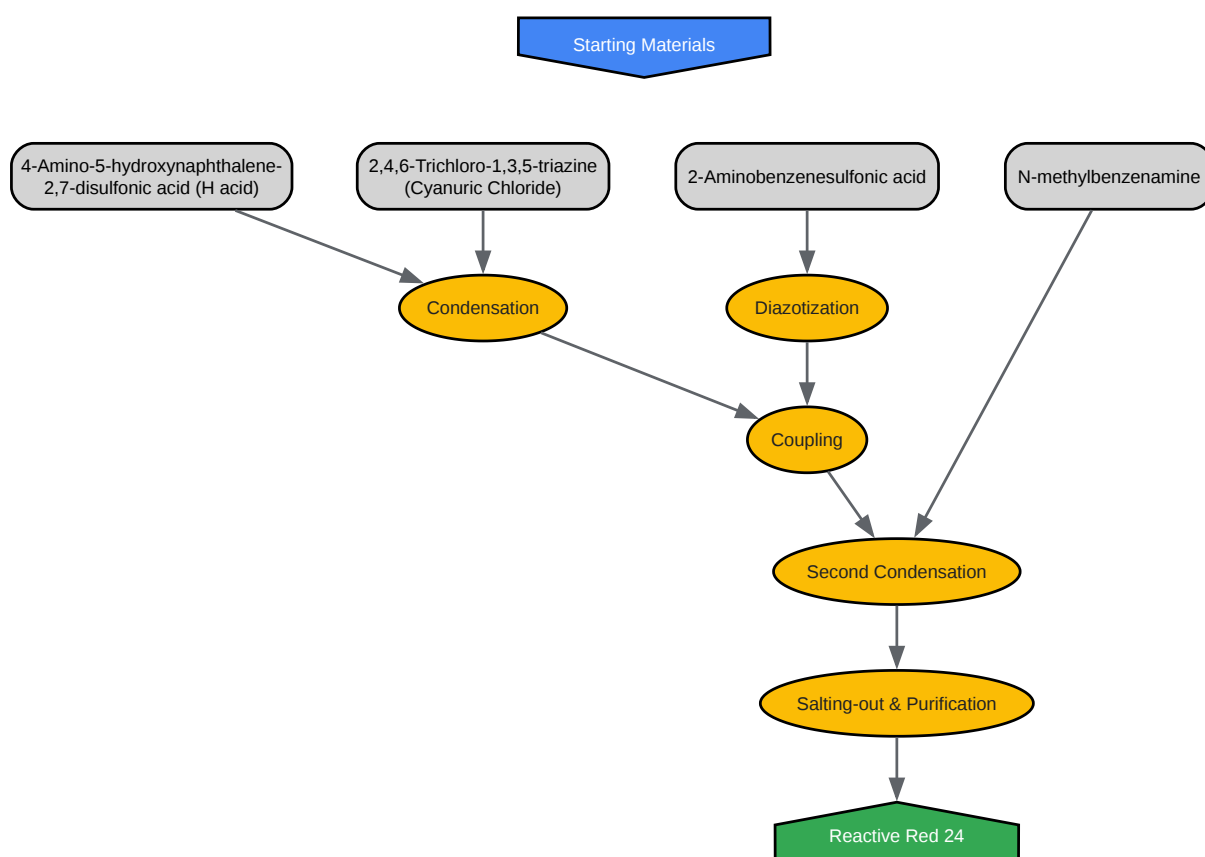 Starting Materials
4-Amino-5-hydroxynaphthalene-
2,7-disulfonic acid (H acid)
2,4,6-Trichloro-1,3,5-triazine
(Cyanuric Chloride)
2-Aminobenzenesulfonic acid
N-methylbenzenamine
Condensation
Diazotization
Coupling
Second Condensation
Salting-out & Purification
Reactive Red 24